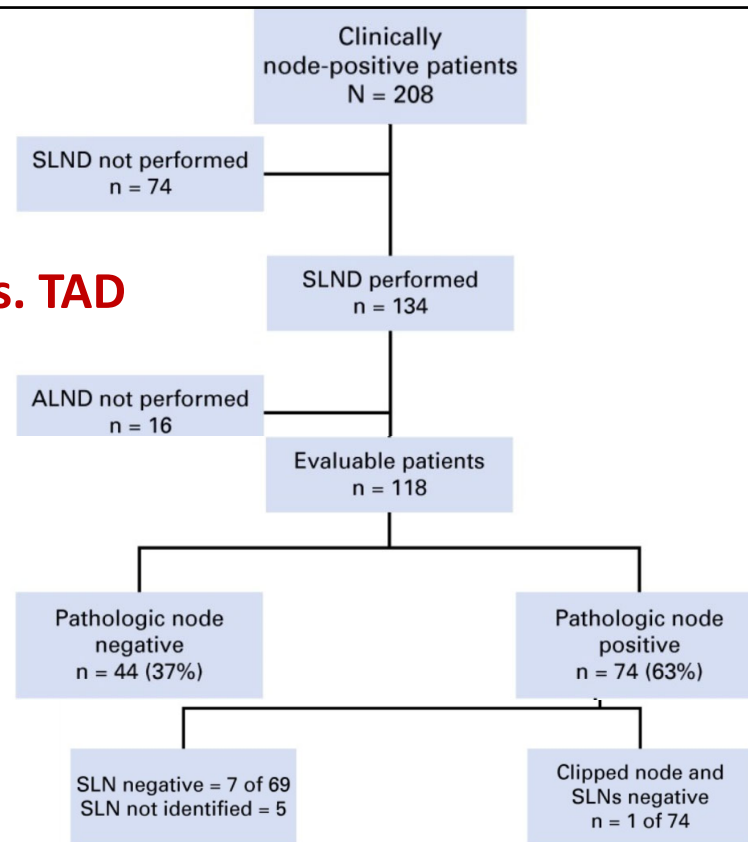 Clinically
node-positive patients
N = 208
SLND not performed
n = 74
s. TAD
SLND performed
n = 134
ALND not performed
n = 16
Evaluable patients
n = 118
Pathologic node
negative
n = 44 (37%)
Pathologic node
positive
n = 74 (63%)
SLN negative = 7 of 69
SLN not identified = 5
Clipped node and
SLNs negative
n = 1 of 74